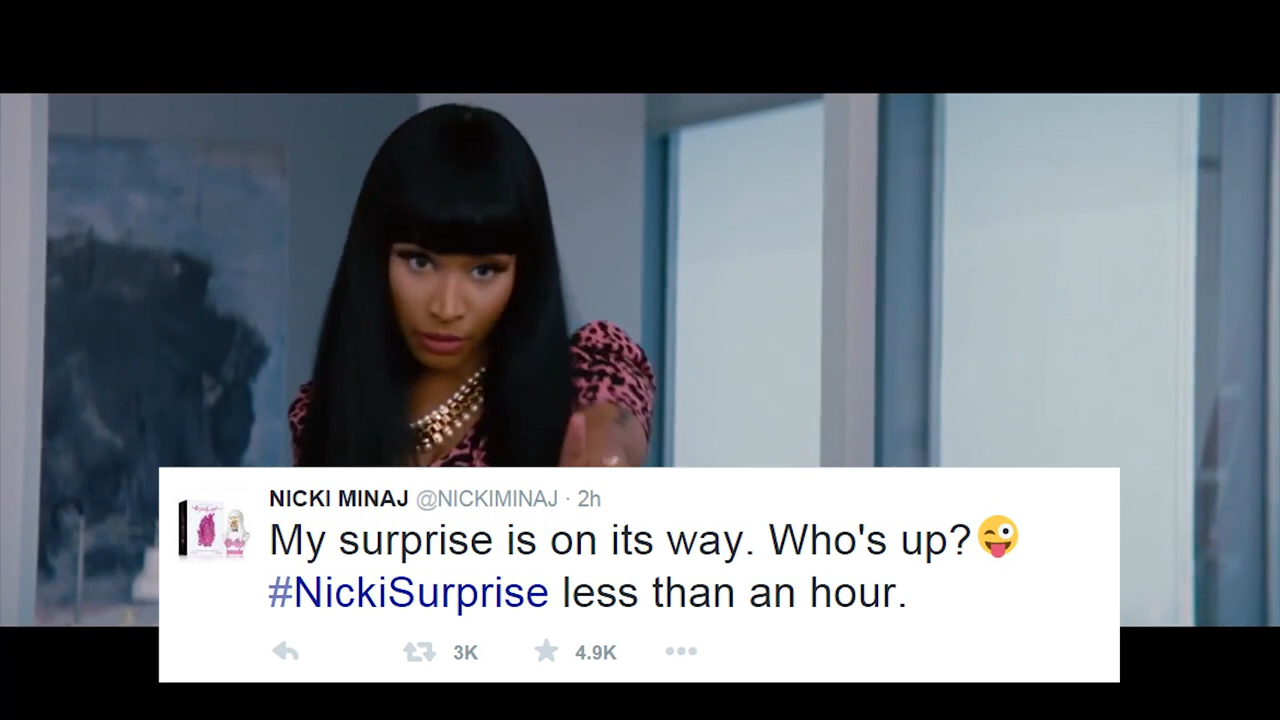 NICKI MINAJ @NICKIMINAJ · 2h
My surprise is on its way. Who's up?😜
#NickiSurprise less than an hour.
3K 4.9K